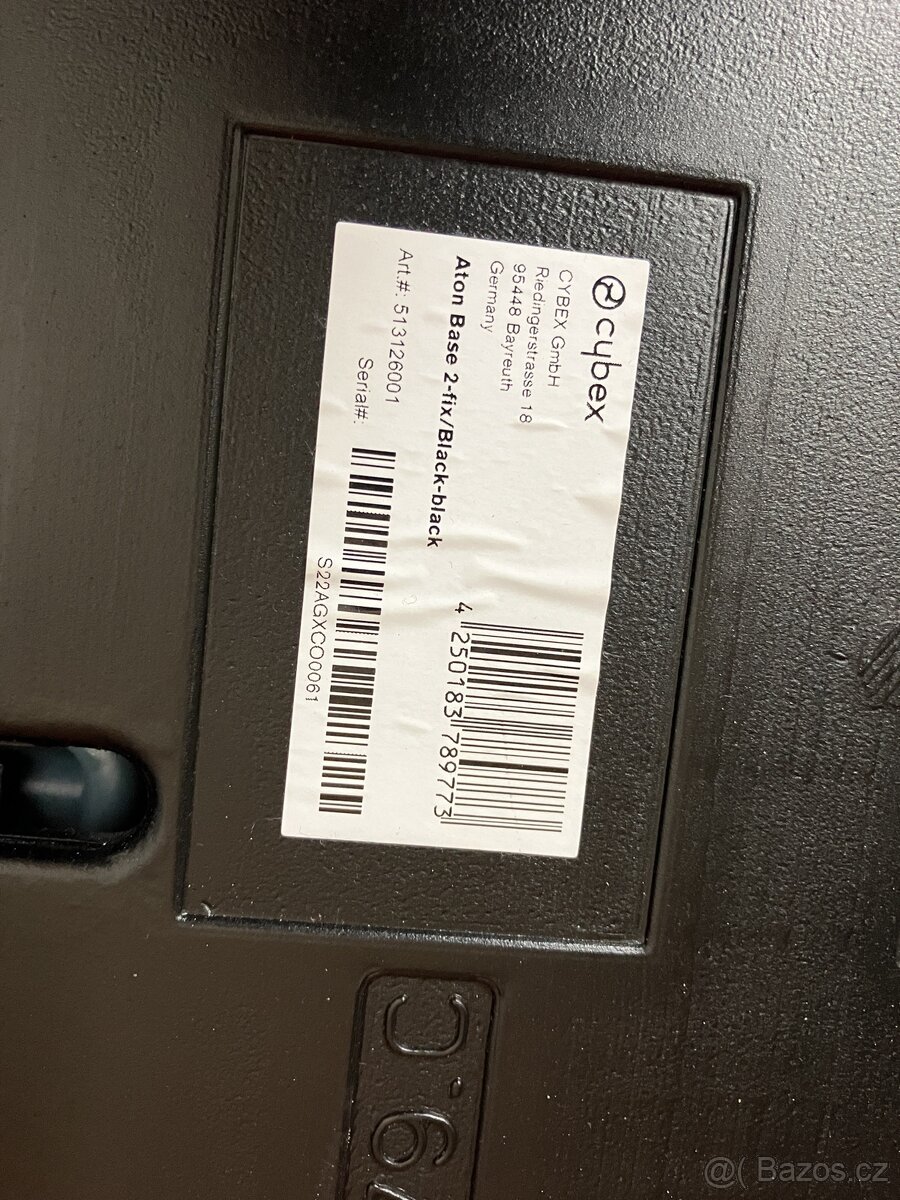 cybex
CYBEX GmbH
Riedingerstrasse 18
95448 Bayreuth
Germany
Aton Base 2-fix/Black-black
4 250183 789773
Art.#: 513126001
Serial#:
S22AGXCO0061
@( Bazos.cz